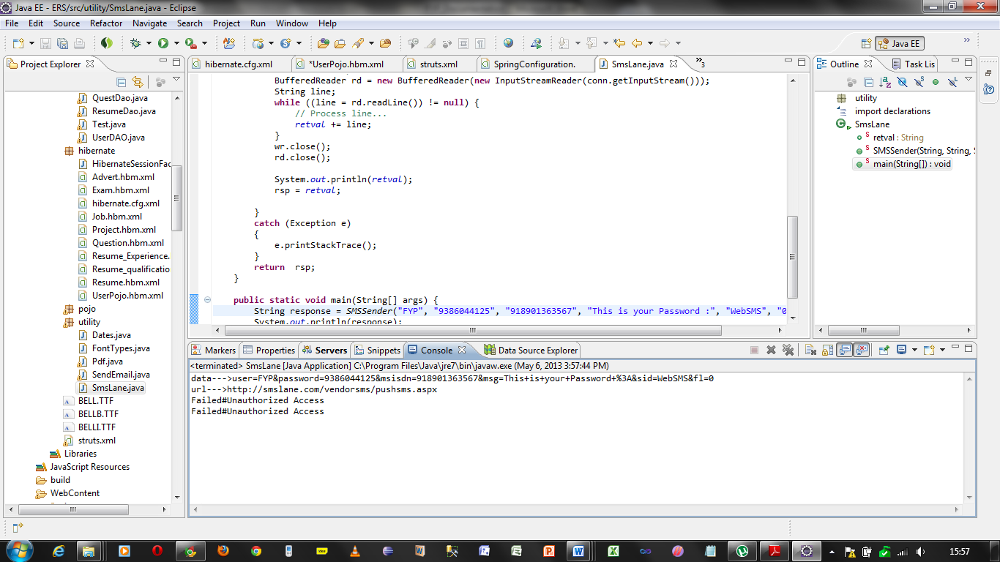 Java EE - ERS/src/utility/SmsLane.java - Eclipse
File Edit Source Refactor Navigate Search Project Run Window Help
Java EE
Project Explorer
QuestDao.java
ResumeDao.java
Test.java
UserDAO.java
hibernate
HibernateSessionFac
Advert.hbm.xml
Exam.hbm.xml
hibernate.cfg.xml
Job.hbm.xml
Project.hbm.xml
Question.hbm.xml
Resume_Experience.
Resume_qualificatio
Resume.hbm.xml
UserPojo.hbm.xml
pojo
utility
Dates.java
FontTypes.java
Pdf.java
SendEmail.java
SmsLane.java
BELL.TTF
BELLB.TTF
BELLI.TTF
struts.xml
Libraries
JavaScript Resources
build
WebContent
hibernate.cfg.xml *UserPojo.hbm.xml struts.xml SpringConfiguration. SmsLane.java »3
BufferedReader rd = new BufferedReader(new InputStreamReader(conn.getInputStream()));
String line;
while ((line = rd.readLine()) != null) {
// Process line...
retval += line;
}
wr.close();
rd.close();
System.out.println(retval);
rsp = retval;
}
catch (Exception e)
{
e.printStackTrace();
}
return rsp;
}
public static void main(String[] args) {
String response = SMSSender("FYP", "9386044125", "918901363567", "This is your Password :", "WebSMS", "0
System.out.println(response);
Outline Task Lis
utility
import declarations
SmsLane
retval : String
SMSSender(String, String, S
main(String[]) : void
Markers Properties Servers Snippets Console Data Source Explorer
<terminated> SmsLane [Java Application] C:\Program Files\Java\jre7\bin\javaw.exe (May 6, 2013 3:57:44 PM)
data--->user=FYP&password=9386044125&msisdn=918901363567&msg=This+is+your+Password+%3A&sid=WebSMS&fl=0
url--->http://smslane.com/vendorsms/pushsms.aspx
Failed#Unauthorized Access
Failed#Unauthorized Access
15:57